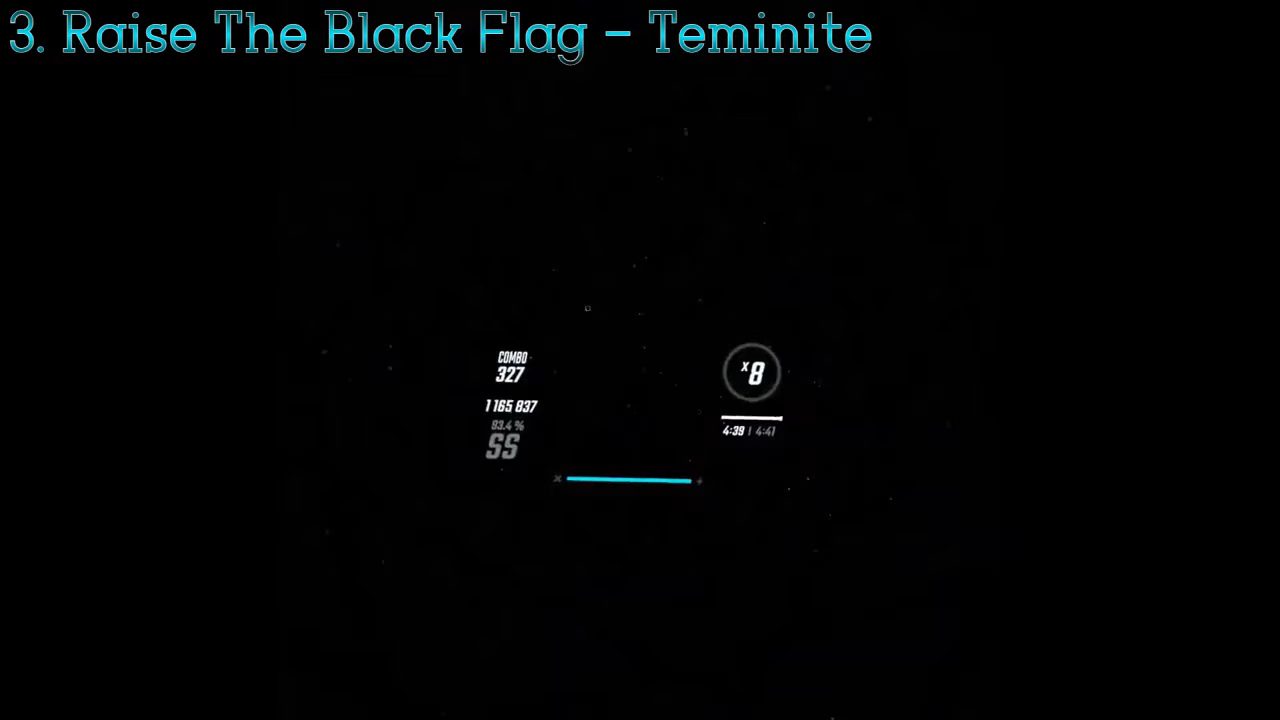 3. Raise The Black Flag – Teminite
COMBO
327
1 165 837
93.4 %
SS
x8
4:39 | 4:41